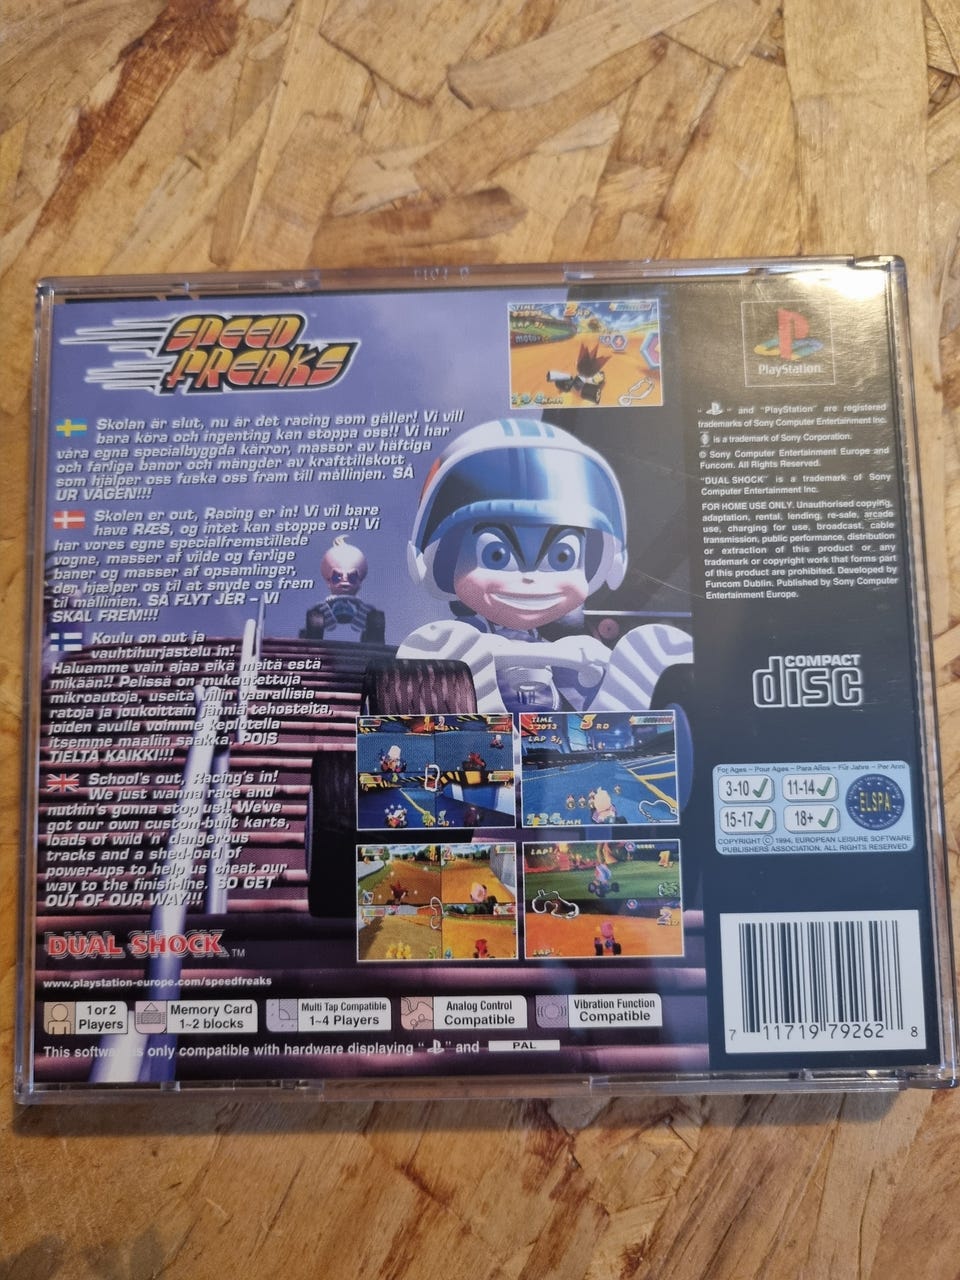 SPEED
FREAKS
Skolan är slut, nu är det racing som gäller! Vi vill
bara köra och ingenting kan stoppa oss!! Vi har
våra egna specialbyggda kärror, massor av häftiga
och farliga banor och mängder av krafttillskott
som hjälper oss fuska oss fram till mållinjen. SÅ
UR VÄGEN!!!
Skolen er out, Racing er in! Vi vil bare
have RÆS, og intet kan stoppe os!! Vi
har vores egne specialfremstillede
vogne, masser af vilde og farlige
baner og masser af opsamlinger,
der hjælper os til at snyde os frem
til mållinien. SÅ FLYT JER – VI
SKAL FREM!!!
Koulu on out ja
vauhtihurjastelu in!
Haluamme vain ajaa eikä meitä estä
mikään!! Pelissä on mukautettuja
mikroautoja, useita villin vaarallisia
ratoja ja joukoittain jänniä tehosteita,
joiden avulla voimme keplotella
itsemme maaliin saakka. POIS
TIELTÄ KAIKKI!!!
School's out, Racing's in!
We just wanna race and
nuthin's gonna stop us!! We've
got our own custom-built karts,
loads of wild 'n' dangerous
tracks and a shed-load of
power-ups to help us cheat our
way to the finish-line. SO GET
OUT OF OUR WAY!!!
DUAL SHOCK™
www.playstation-europe.com/speedfreaks
1 or 2
Players
Memory Card
1~2 blocks
Multi Tap Compatible
1~4 Players
Analog Control
Compatible
Vibration Function
Compatible
This software is only compatible with hardware displaying " " and PAL
TIME
LAP 3/
2 ND
moto
TIME
LAP 3/
3 RD
KMH
LAP1
LAP1
PlayStation
" " and "PlayStation" are registered
trademarks of Sony Computer Entertainment Inc.
is a trademark of Sony Corporation.
© Sony Computer Entertainment Europe and
Funcom. All Rights Reserved.
"DUAL SHOCK" is a trademark of Sony
Computer Entertainment Inc.
FOR HOME USE ONLY. Unauthorised copying,
adaptation, rental, lending, re-sale, arcade
use, charging for use, broadcast, cable
transmission, public performance, distribution
or extraction of this product or any
trademark or copyright work that forms part
of this product are prohibited. Developed by
Funcom Dublin. Published by Sony Computer
Entertainment Europe.
COMPACT
disc
For Ages – Pour Ages – Para Años – Für Jahre – Per Anni
3-10
11-14
15-17
18+
ELSPA
COPYRIGHT © 1994, EUROPEAN LEISURE SOFTWARE
PUBLISHERS ASSOCIATION. ALL RIGHTS RESERVED
7 11719 79262 8